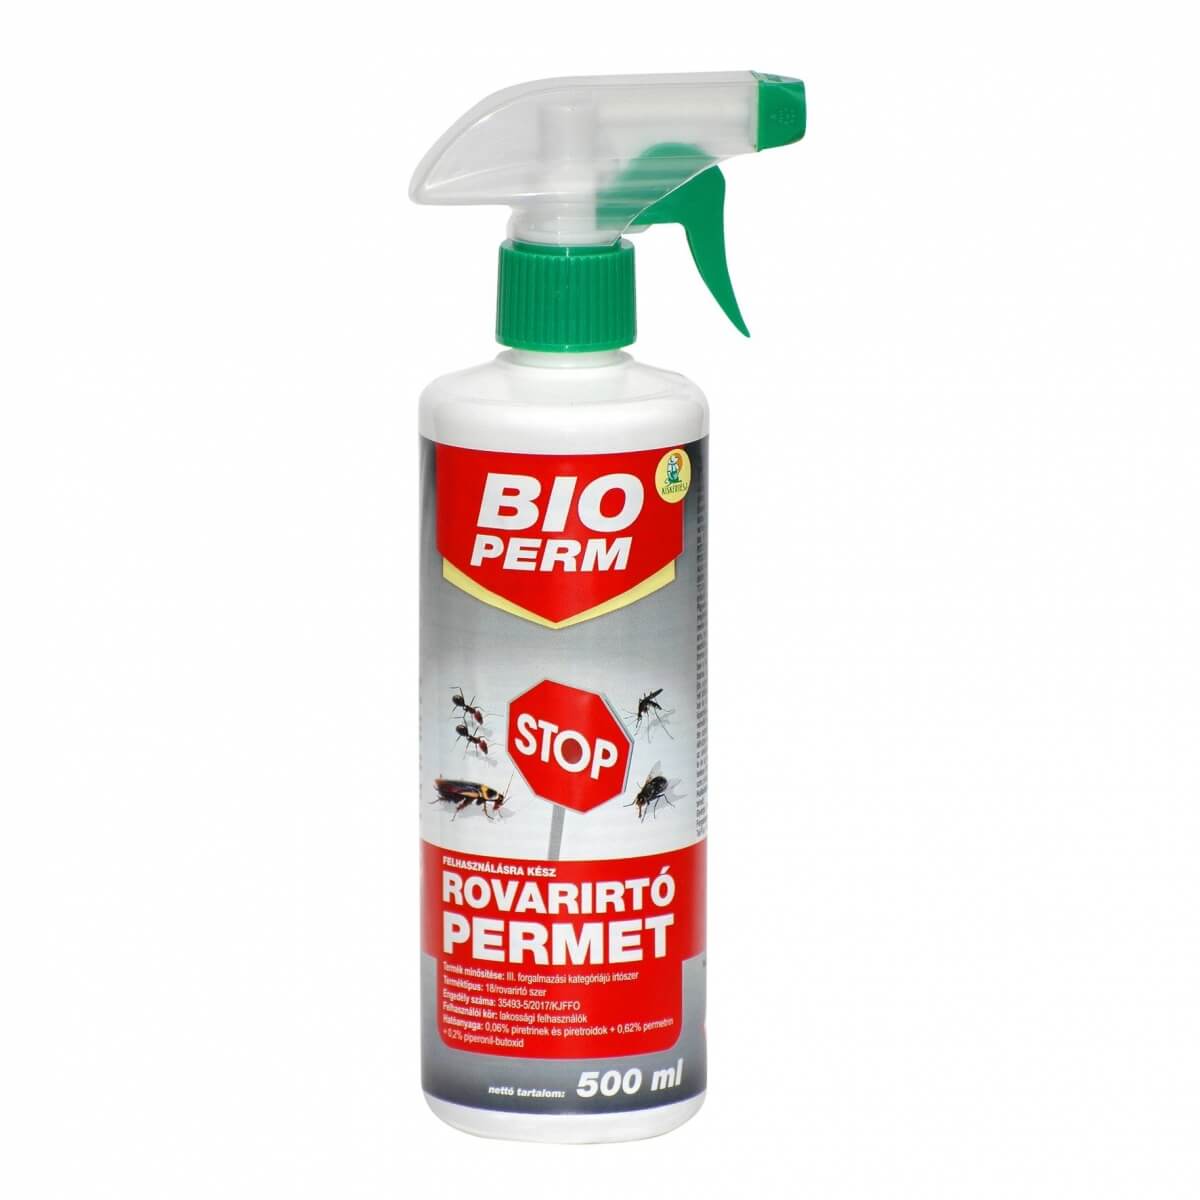 BIO
PERM
KISKERTÉSZ
STOP
FELHASZNÁLÁSRA KÉSZ
ROVARIRTÓ
PERMET
Termék minősítése: III. forgalmazási kategóriájú irtószer
Terméktípus: 18/rovarirtó szer
Engedély száma: 35493-5/2017/KJFFO
Felhasználói kör: lakossági felhasználók
Hatóanyaga: 0,06% piretrinek és piretroidok + 0,62% permetrin
+ 0,2% piperonil-butoxid
nettó tartalom: 500 ml